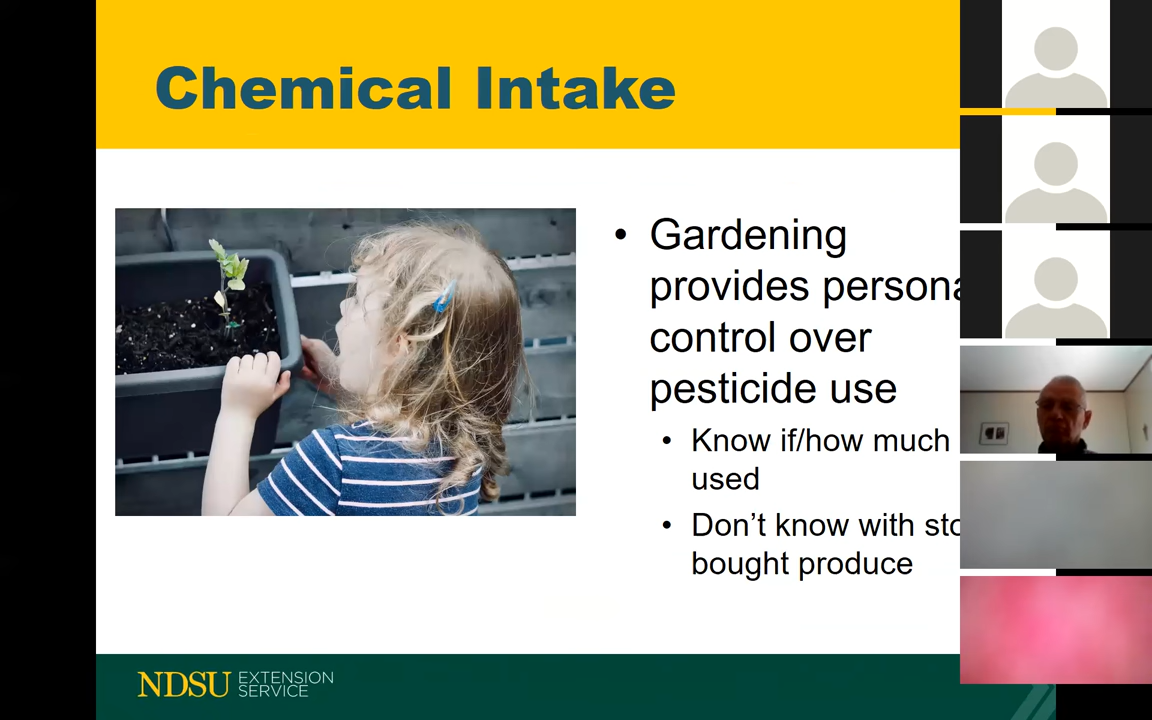 Chemical Intake
• Gardening
provides persona
control over
pesticide use
• Know if/how much
used
• Don’t know with sto
bought produce
NDSU EXTENSION
SERVICE